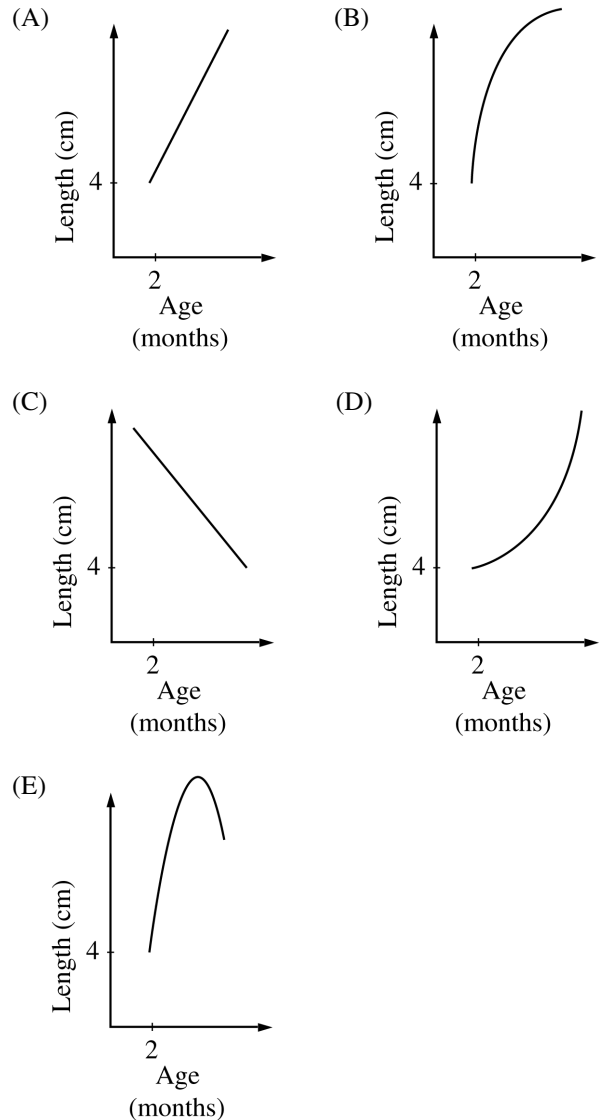 (A)
Length (cm)
4
2
Age
(months)
(B)
Length (cm)
4
2
Age
(months)
(C)
Length (cm)
4
2
Age
(months)
(D)
Length (cm)
4
2
Age
(months)
(E)
Length (cm)
4
2
Age
(months)